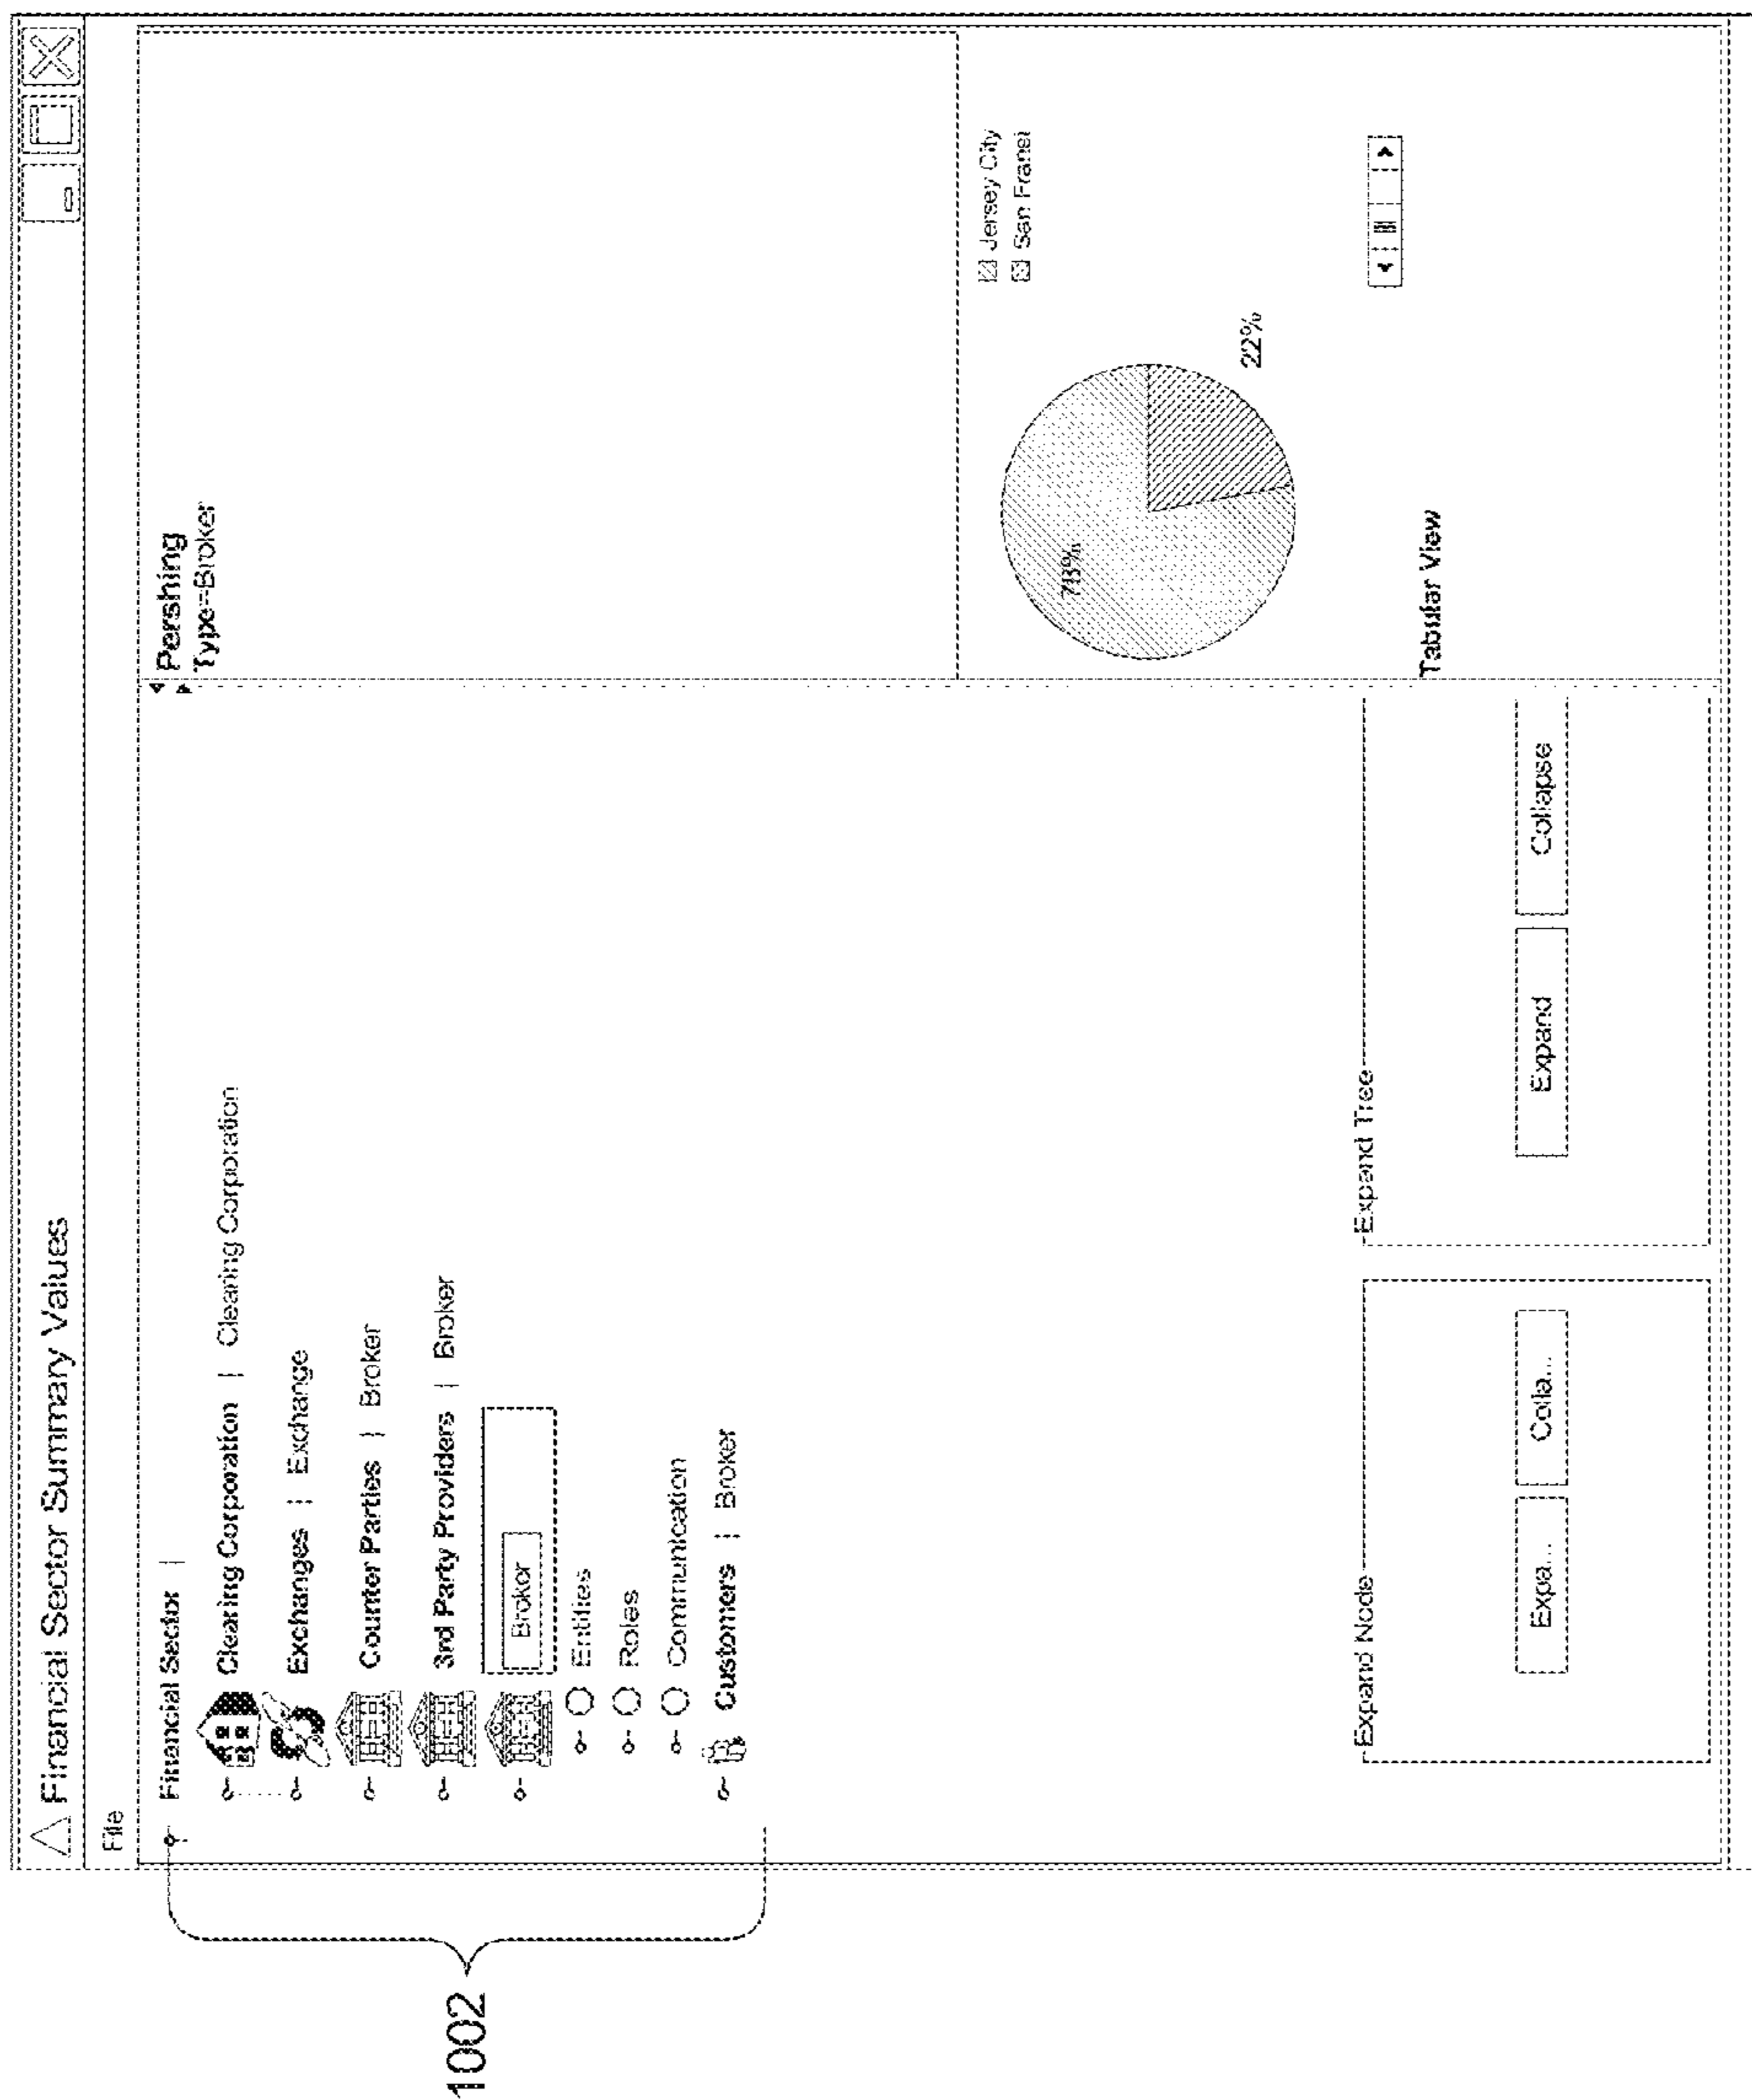 Financial Sector Summary Values
File
Financial Sector |
Clearing Corporation | Clearing Corporation
Exchanges | Exchange
Counter Parties | Broker
3rd Party Providers | Broker
Broker
Entities
Roles
Communication
Customers | Broker
1002
Pershing
Type=Broker
Jersey City
San Fransi
78%
22%
Tabular View
Expand Node
Expa...
Colla...
Expand Tree
Expand
Collapse